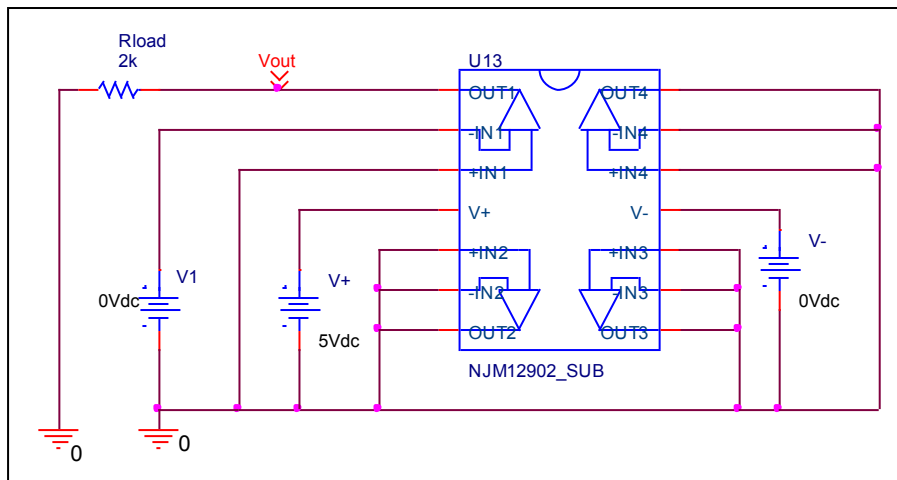 Rload
2k
Vout
U13
OUT1
OUT4
-IN1
-IN4
+IN1
+IN4
V+
V-
+IN2
+IN3
V1
V+
V-
-IN2
-IN3
0Vdc
0Vdc
5Vdc
OUT2
OUT3
NJM12902_SUB
0
0